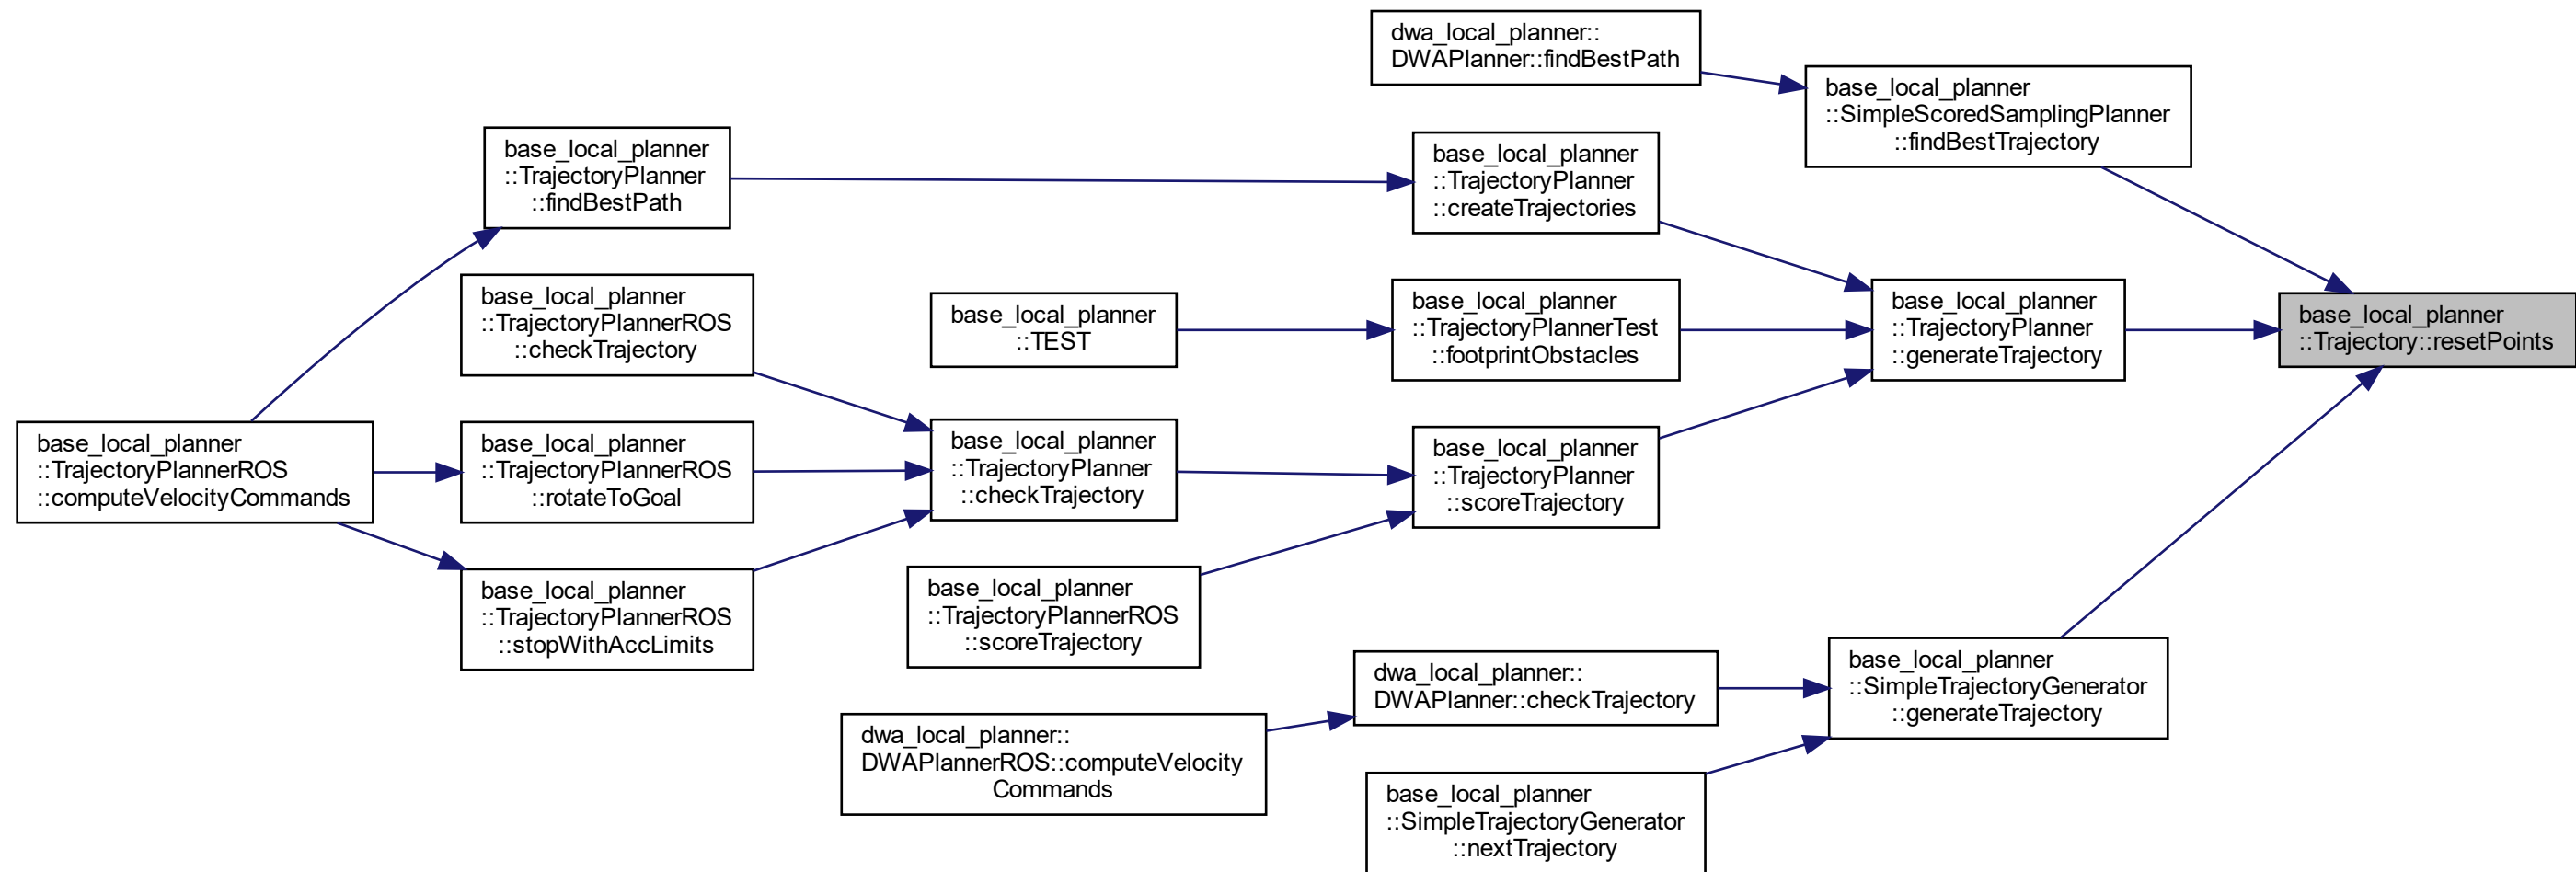 dwa_local_planner::
DWAPlanner::findBestPath
base_local_planner
::SimpleScoredSamplingPlanner
::findBestTrajectory
base_local_planner
::TrajectoryPlanner
::findBestPath
base_local_planner
::TrajectoryPlanner
::createTrajectories
base_local_planner
::TrajectoryPlannerROS
::checkTrajectory
base_local_planner
::TEST
base_local_planner
::TrajectoryPlannerTest
::footprintObstacles
base_local_planner
::TrajectoryPlanner
::generateTrajectory
base_local_planner
::Trajectory::resetPoints
base_local_planner
::TrajectoryPlannerROS
::computeVelocityCommands
base_local_planner
::TrajectoryPlannerROS
::rotateToGoal
base_local_planner
::TrajectoryPlanner
::checkTrajectory
base_local_planner
::TrajectoryPlanner
::scoreTrajectory
base_local_planner
::TrajectoryPlannerROS
::stopWithAccLimits
base_local_planner
::TrajectoryPlannerROS
::scoreTrajectory
dwa_local_planner::
DWAPlanner::checkTrajectory
base_local_planner
::SimpleTrajectoryGenerator
::generateTrajectory
dwa_local_planner::
DWAPlannerROS::computeVelocity
Commands
base_local_planner
::SimpleTrajectoryGenerator
::nextTrajectory